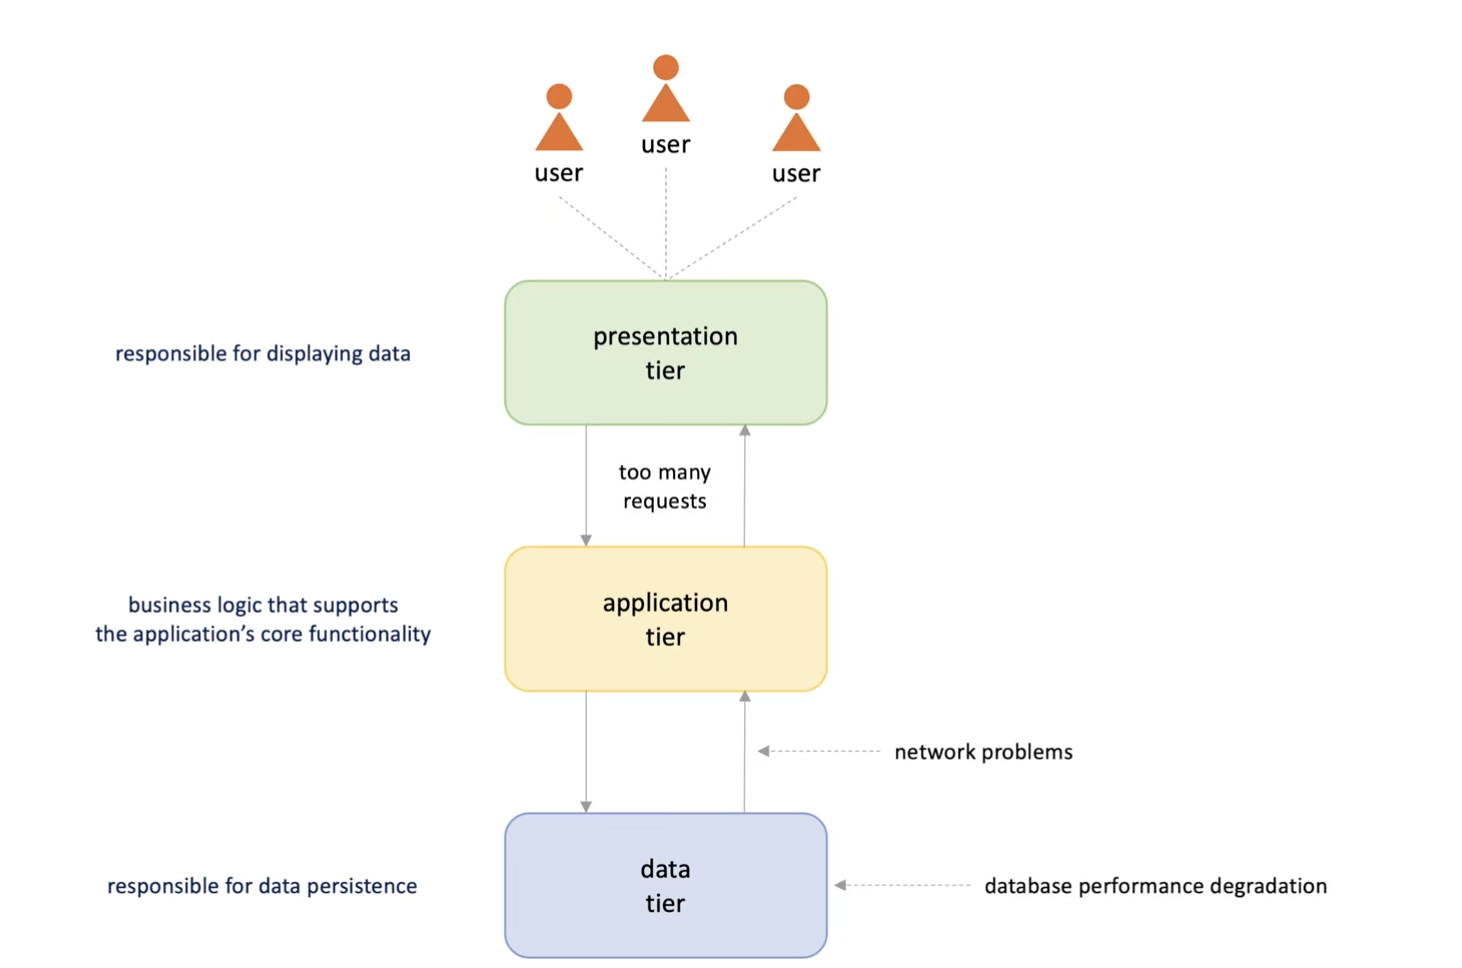 user
user
user
presentation
tier
responsible for displaying data
too many
requests
application
tier
business logic that supports
the application’s core functionality
network problems
data
tier
responsible for data persistence
database performance degradation